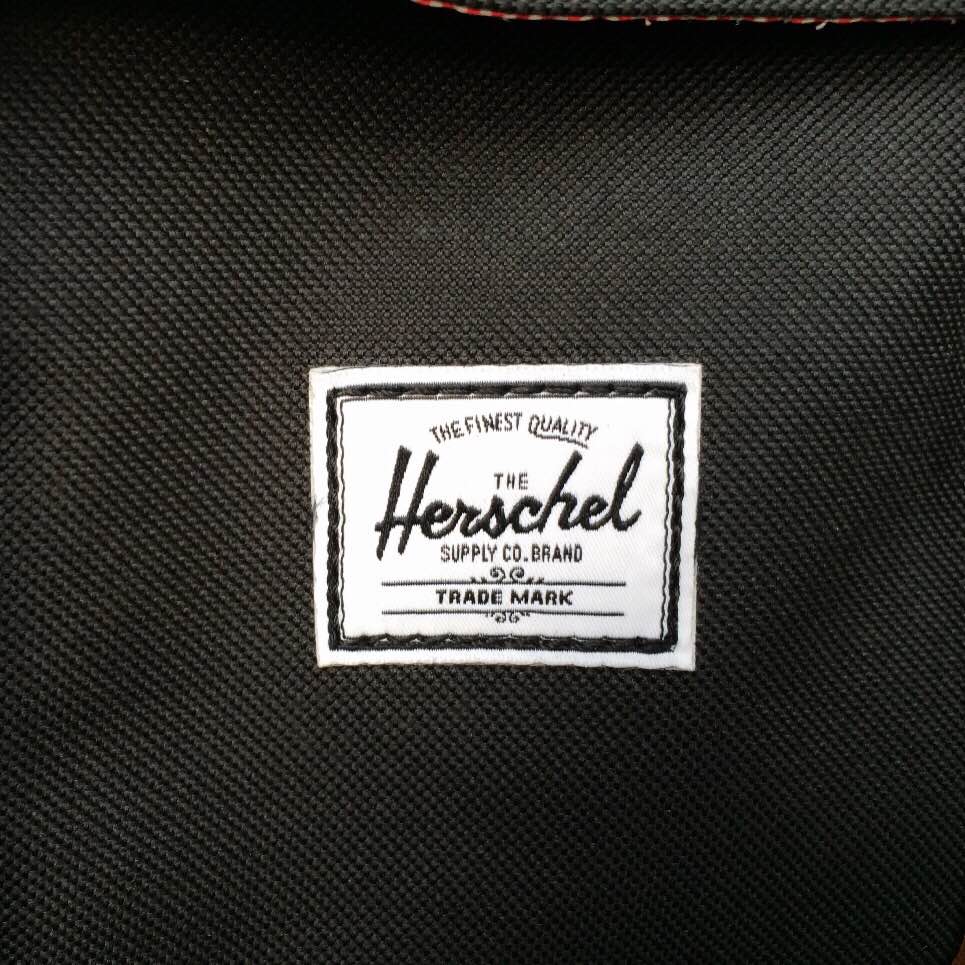 THE FINEST QUALITY
THE
Herschel
SUPPLY CO. BRAND
TRADE MARK